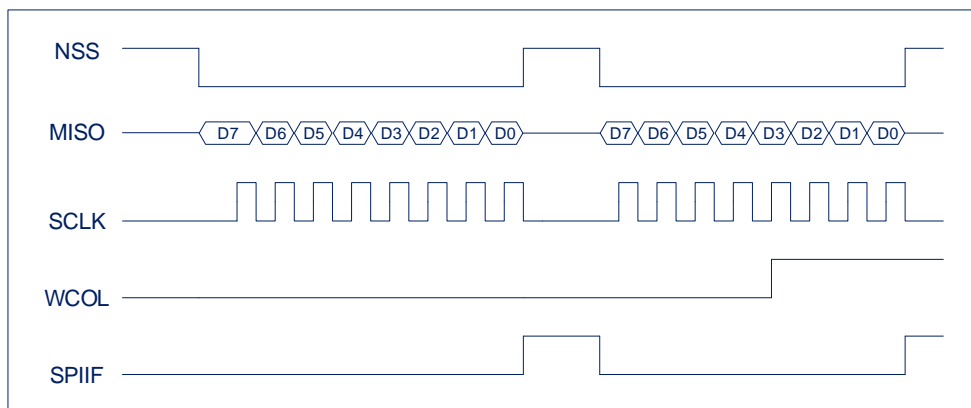 NSS
MISO D7 D6 D5 D4 D3 D2 D1 D0 D7 D6 D5 D4 D3 D2 D1 D0
SCLK
WCOL
SPIIF